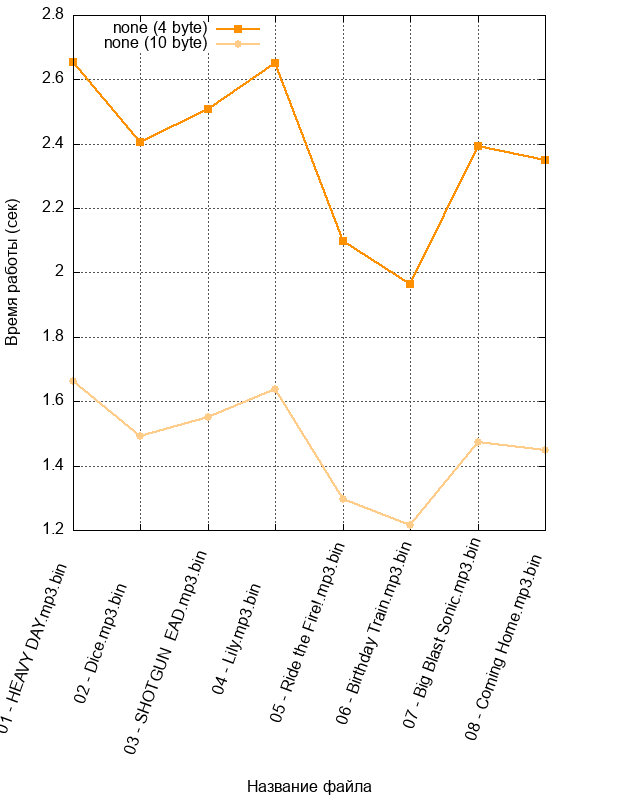 none (4 byte)
none (10 byte)
2.8
2.6
2.4
2.2
2
1.8
1.6
1.4
1.2
Время работы (сек)
01 - HEAVY DAY.mp3.bin
02 - Dice.mp3.bin
03 - SHOTGUN  EAD.mp3.bin
04 - Lily.mp3.bin
05 - Ride the Fire!.mp3.bin
06 - Birthday Train.mp3.bin
07 - Big Blast Sonic.mp3.bin
08 - Coming Home.mp3.bin
Название файла